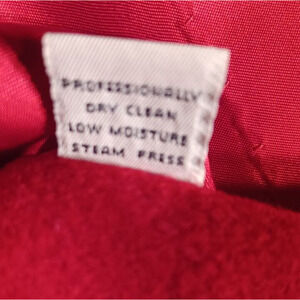 PROFESSIONALLY
DRY CLEAN
LOW MOISTURE
STEAM PRESS